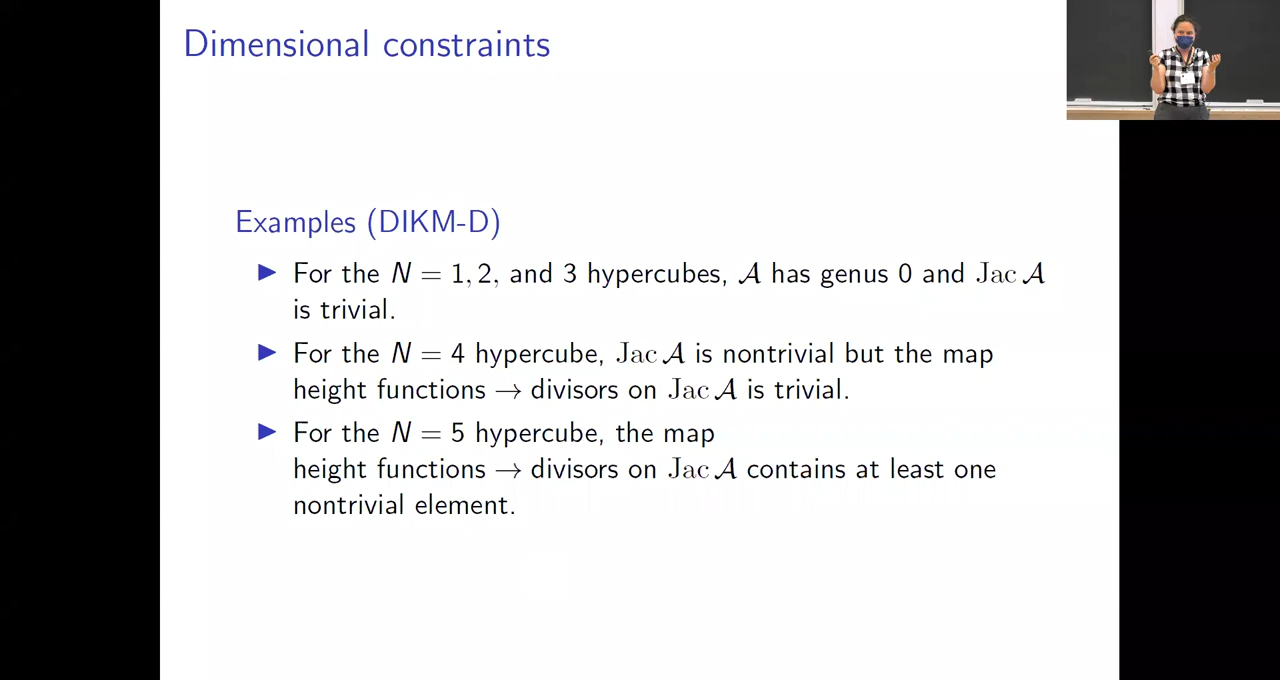 Dimensional constraints
Examples (DIKM-D)
▶ For the N = 1, 2, and 3 hypercubes, 𝒜 has genus 0 and Jac 𝒜
is trivial.
▶ For the N = 4 hypercube, Jac 𝒜 is nontrivial but the map
height functions → divisors on Jac 𝒜 is trivial.
▶ For the N = 5 hypercube, the map
height functions → divisors on Jac 𝒜 contains at least one
nontrivial element.